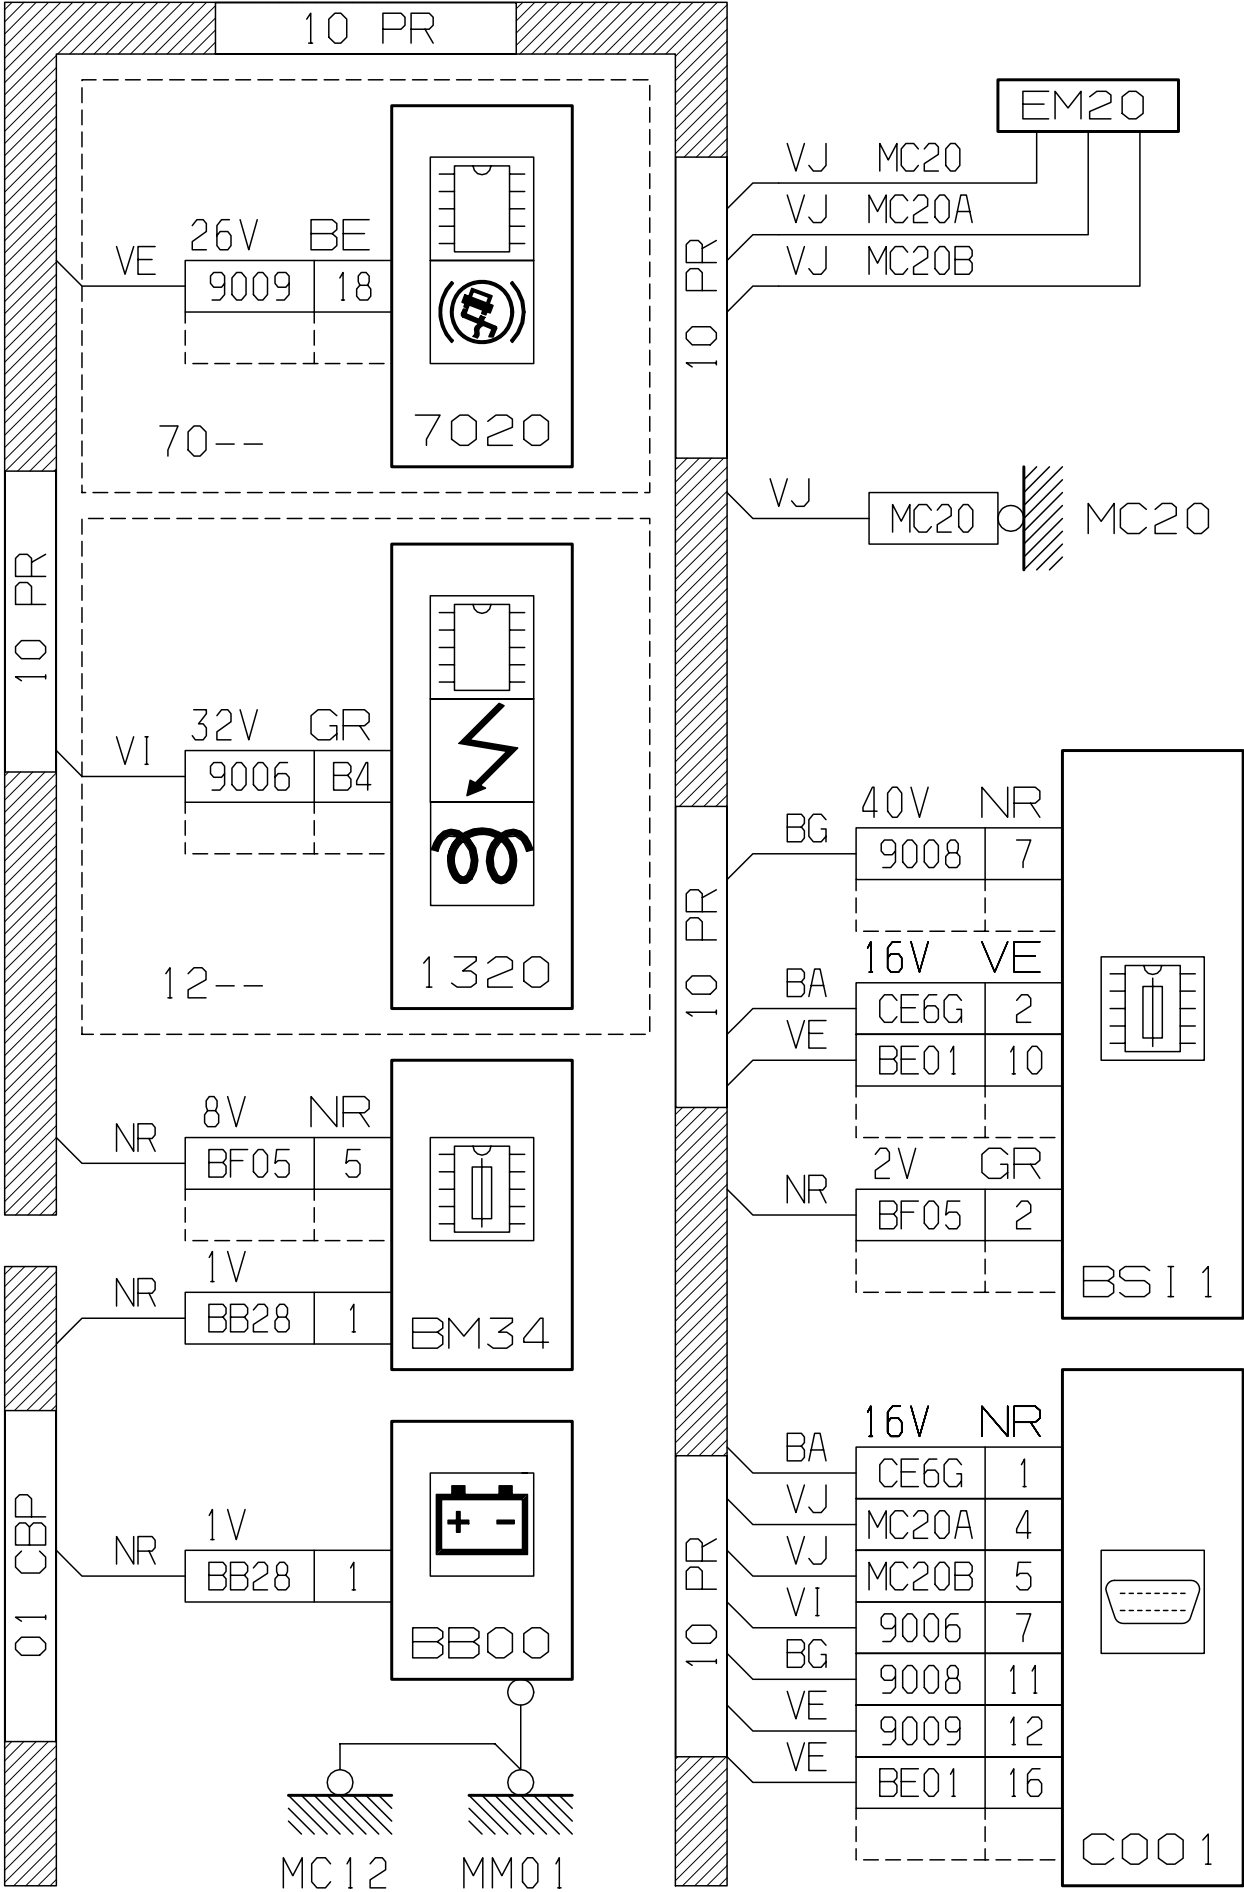 10 PR
EM20
VJ MC20
VJ MC20A
VJ MC20B
10 PR
26V BE
VE 9009 18
7020
70--
VJ MC20 MC20
10 PR
32V GR
VI 9006 B4
1320
12--
40V NR
BG 9008 7
16V VE
BA CE6G 2
VE BE01 10
10 PR
2V GR
NR BF05 2
BSI1
8V NR
NR BF05 5
1V
NR BB28 1
BM34
01 CBP
1V
NR BB28 1
BB00
MC12 MM01
10 PR
16V NR
BA CE6G 1
VJ MC20A 4
VJ MC20B 5
VI 9006 7
BG 9008 11
VE 9009 12
VE BE01 16
C001